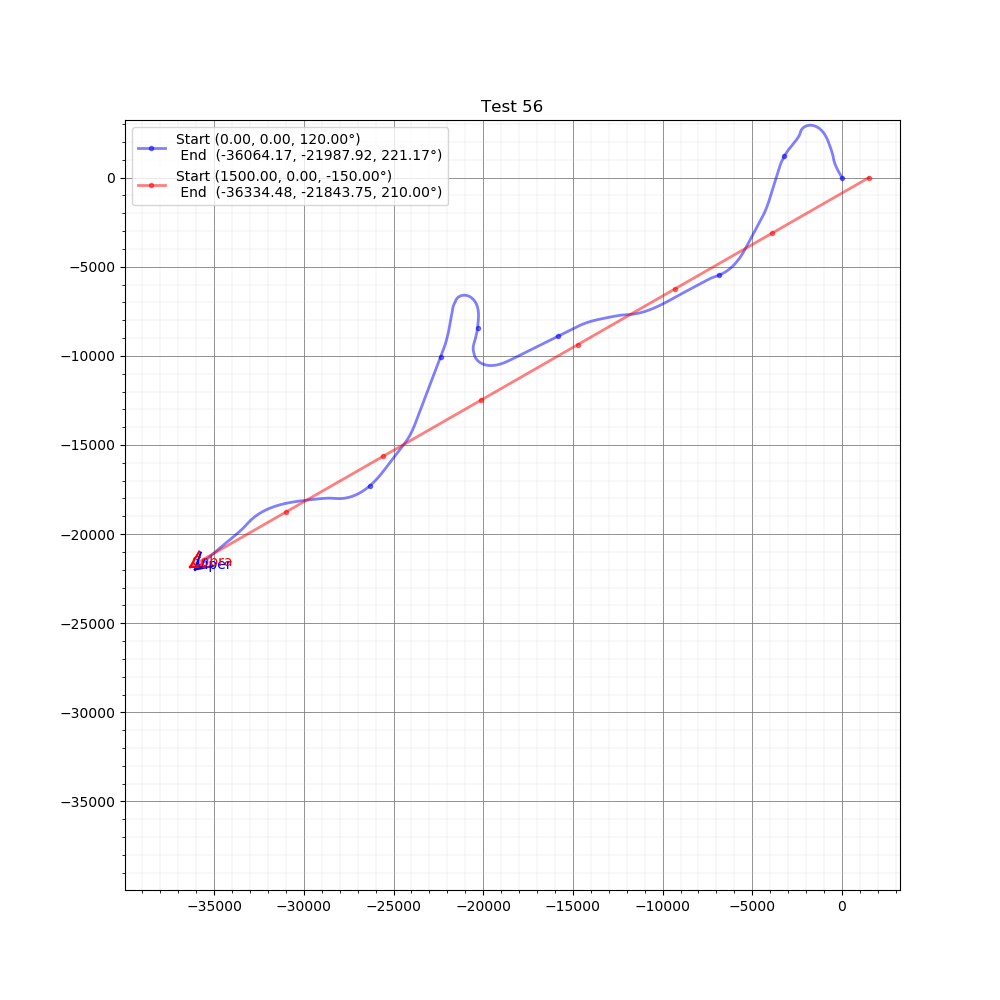 Test 56
Start (0.00, 0.00, 120.00°)
End (-36064.17, -21987.92, 221.17°)
Start (1500.00, 0.00, -150.00°)
End (-36334.48, -21843.75, 210.00°)
0
−5000
−10000
−15000
−20000
−25000
−30000
−35000
−35000 −30000 −25000 −20000 −15000 −10000 −5000 0